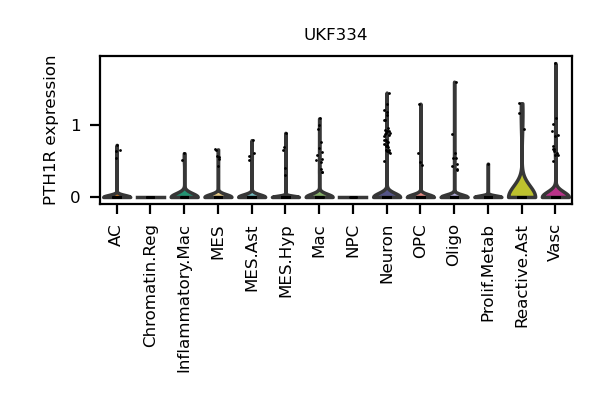 UKF334
PTH1R expression
1
0
AC
Chromatin.Reg
Inflammatory.Mac
MES
MES.Ast
MES.Hyp
Mac
NPC
Neuron
OPC
Oligo
Prolif.Metab
Reactive.Ast
Vasc